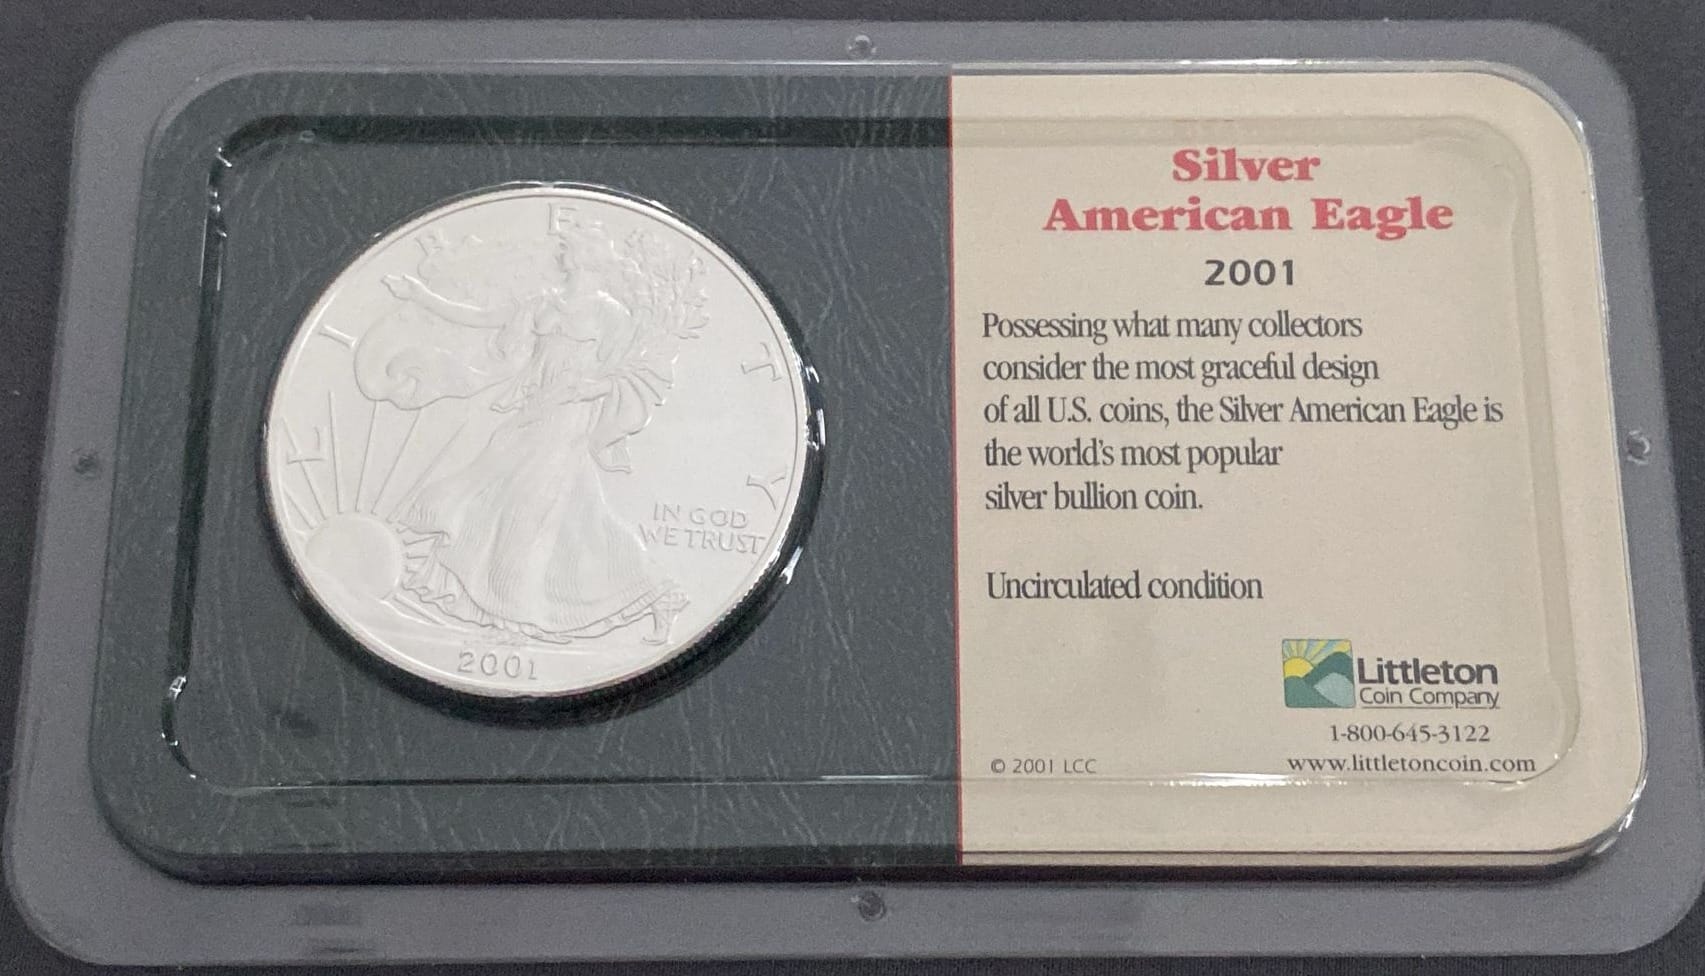 LIBERTY
IN GOD
WE TRUST
2001
Silver
American Eagle
2001
Possessing what many collectors
consider the most graceful design
of all U.S. coins, the Silver American Eagle is
the world's most popular
silver bullion coin.
Uncirculated condition
Littleton
Coin Company
1-800-645-3122
© 2001 LCC
www.littletoncoin.com